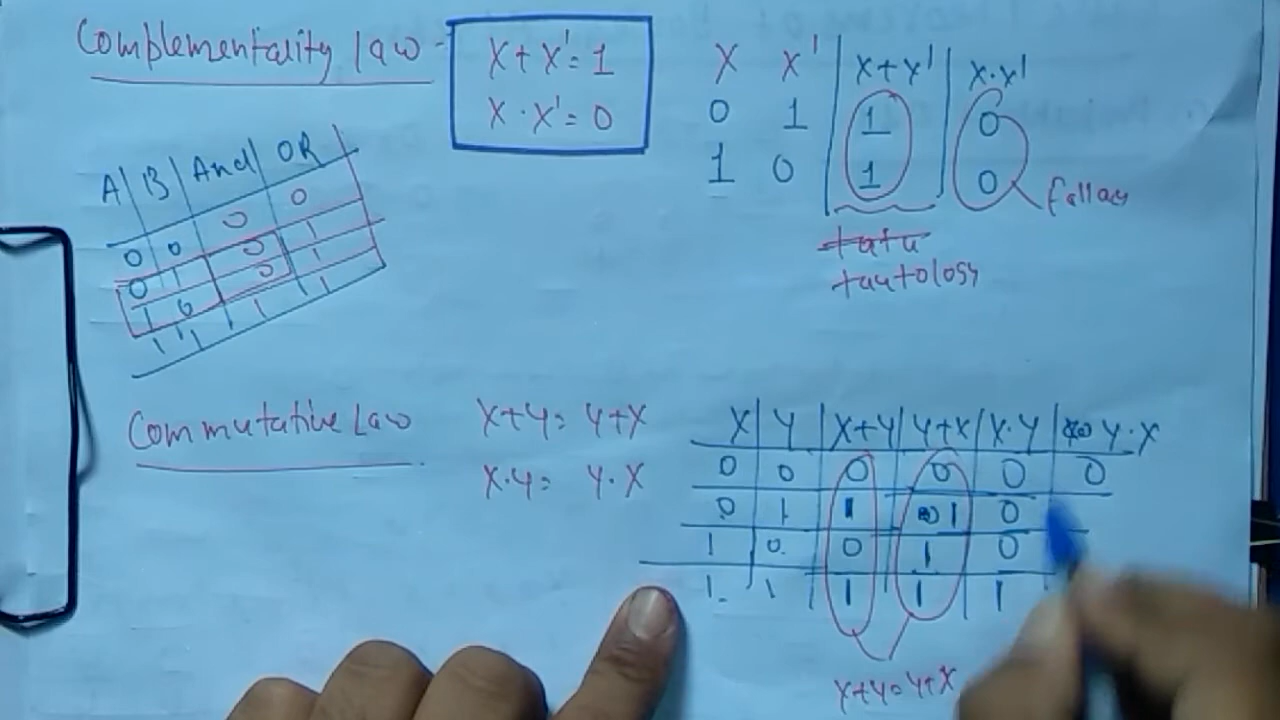 Complementality law -
X + X' = 1
X · X' = 0
X X' X+X' X·X'
0 1 1 0
1 0 1 0
fallacy
tautology
A B And OR
0 0 0 0
0 1 0 1
1 0 0 1
1 1 1 1
Commutative Law
X+Y = Y+X
X·Y = Y·X
X Y X+Y Y+X X·Y Y·X
0 0 0 0 0 0
0 1 1 1 0
1 0 0 1 0
1 1 1 1 1
X+Y=Y+X